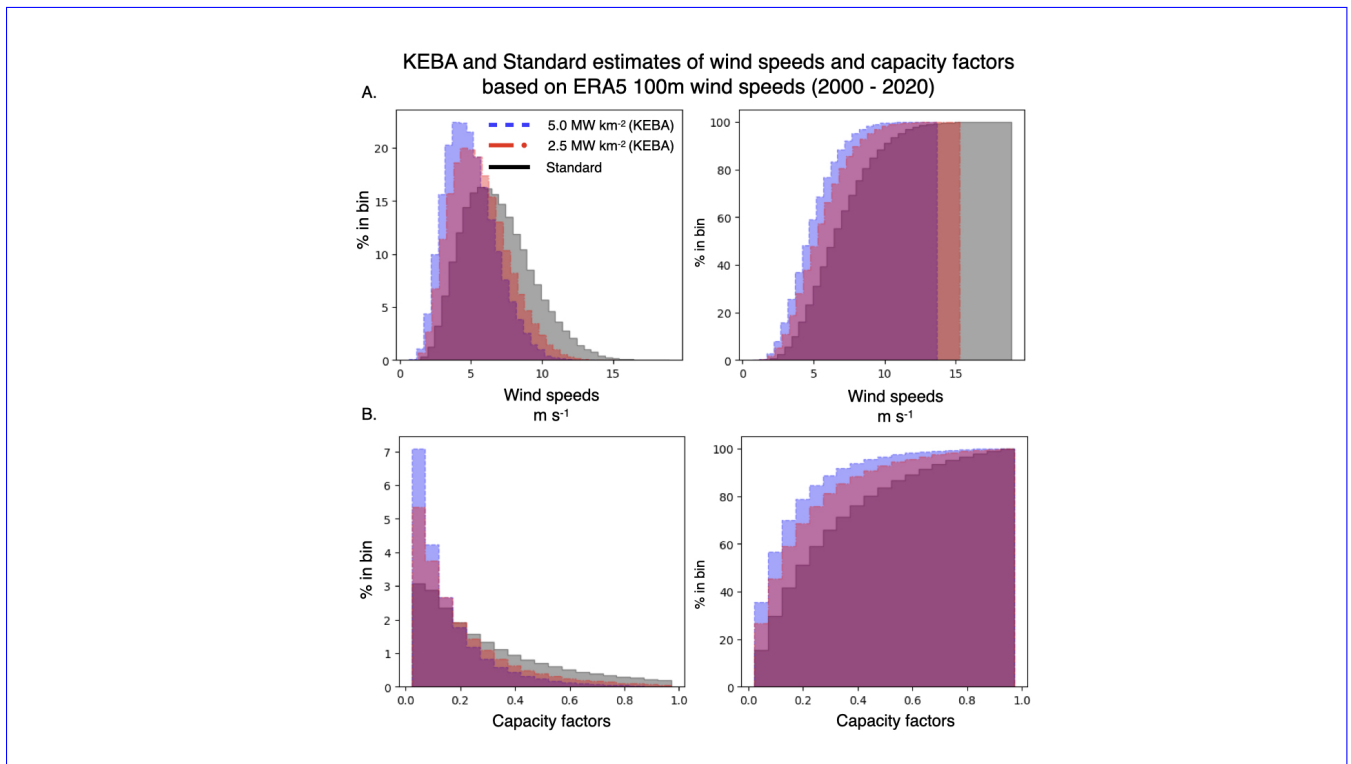 KEBA and Standard estimates of wind speeds and capacity factors
based on ERA5 100m wind speeds (2000 - 2020)
A.
% in bin
20
15
10
5
0
5.0 MW km-2 (KEBA)
2.5 MW km-2 (KEBA)
Standard
0 5 10 15
Wind speeds
m s-1
% in bin
100
80
60
40
20
0
0 5 10 15
Wind speeds
m s-1
B.
% in bin
7
6
5
4
3
2
1
0
0.0 0.2 0.4 0.6 0.8 1.0
Capacity factors
% in bin
100
80
60
40
20
0
0.0 0.2 0.4 0.6 0.8 1.0
Capacity factors